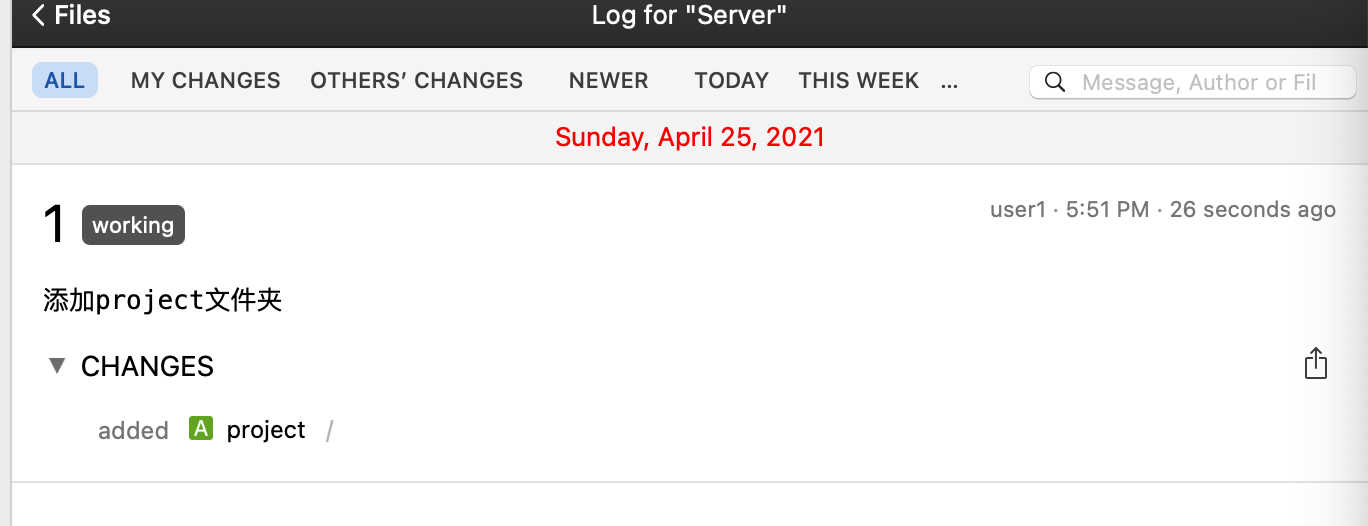 Files
Log for "Server"
ALL MY CHANGES OTHERS’ CHANGES NEWER TODAY THIS WEEK ... Message, Author or Fil
Sunday, April 25, 2021
1 working user1 · 5:51 PM · 26 seconds ago
添加project文件夹
CHANGES
added A project /